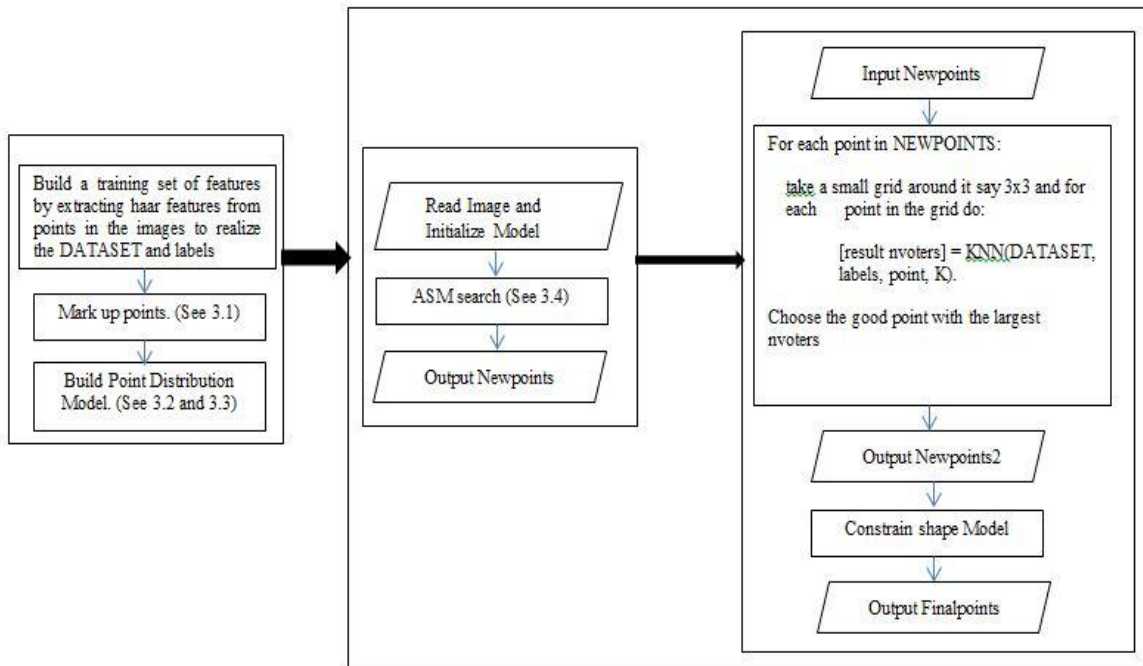 Build a training set of features
by extracting haar features from
points in the images to realize
the DATASET and labels
Mark up points. (See 3.1)
Build Point Distribution
Model. (See 3.2 and 3.3)
Read Image and
Initialize Model
ASM search (See 3.4)
Output Newpoints
Input Newpoints
For each point in NEWPOINTS:
take a small grid around it say 3x3 and for
each point in the grid do:
[result nvoters] = KNN(DATASET,
labels, point, K).
Choose the good point with the largest
nvoters
Output Newpoints2
Constrain shape Model
Output Finalpoints